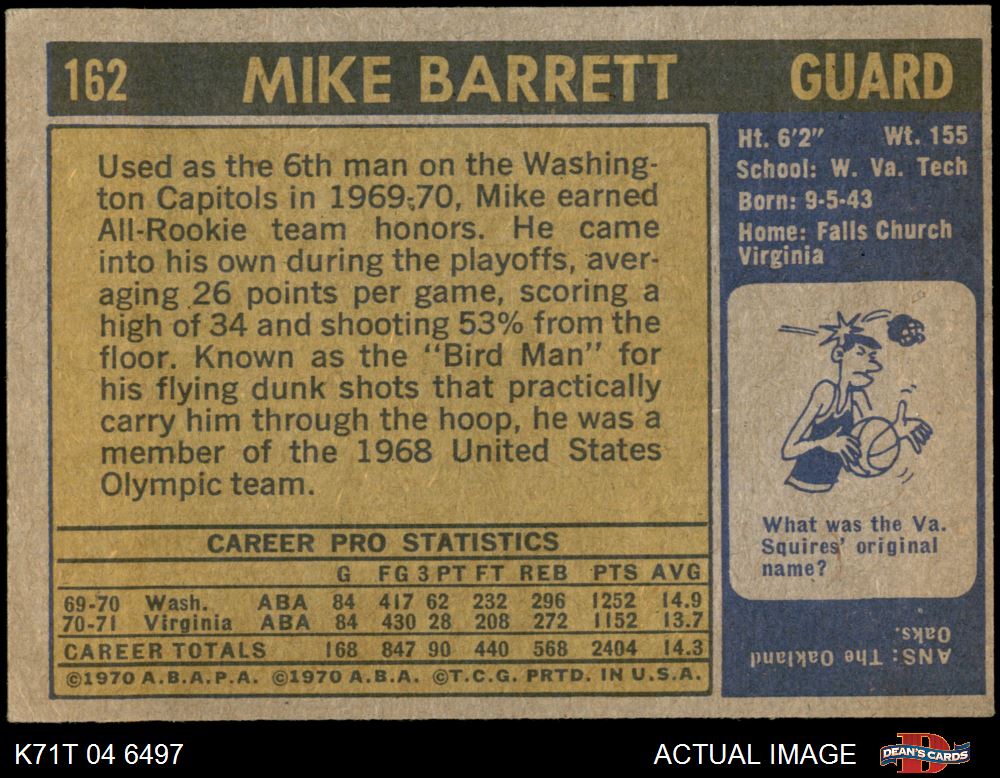 162 MIKE BARRETT GUARD
Used as the 6th man on the Washing-
ton Capitols in 1969-70, Mike earned
All-Rookie team honors. He came
into his own during the playoffs, aver-
aging 26 points per game, scoring a
high of 34 and shooting 53% from the
floor. Known as the "Bird Man" for
his flying dunk shots that practically
carry him through the hoop, he was a
member of the 1968 United States
Olympic team.
CAREER PRO STATISTICS
G FG 3 PT FT REB PTS AVG
69-70 Wash. ABA 84 417 62 232 296 1252 14.9
70-71 Virginia ABA 84 430 28 208 272 1152 13.7
CAREER TOTALS 168 847 90 440 568 2404 14.3
©1970 A.B.A.P.A. ©1970 A.B.A. ©T.C.G. PRTD. IN U.S.A.
Ht. 6'2" Wt. 155
School: W. Va. Tech
Born: 9-5-43
Home: Falls Church
Virginia
What was the Va.
Squires' original
name?
ANS: The Oakland
Oaks.
K71T 04 6497 ACTUAL IMAGE DEAN'S CARDS